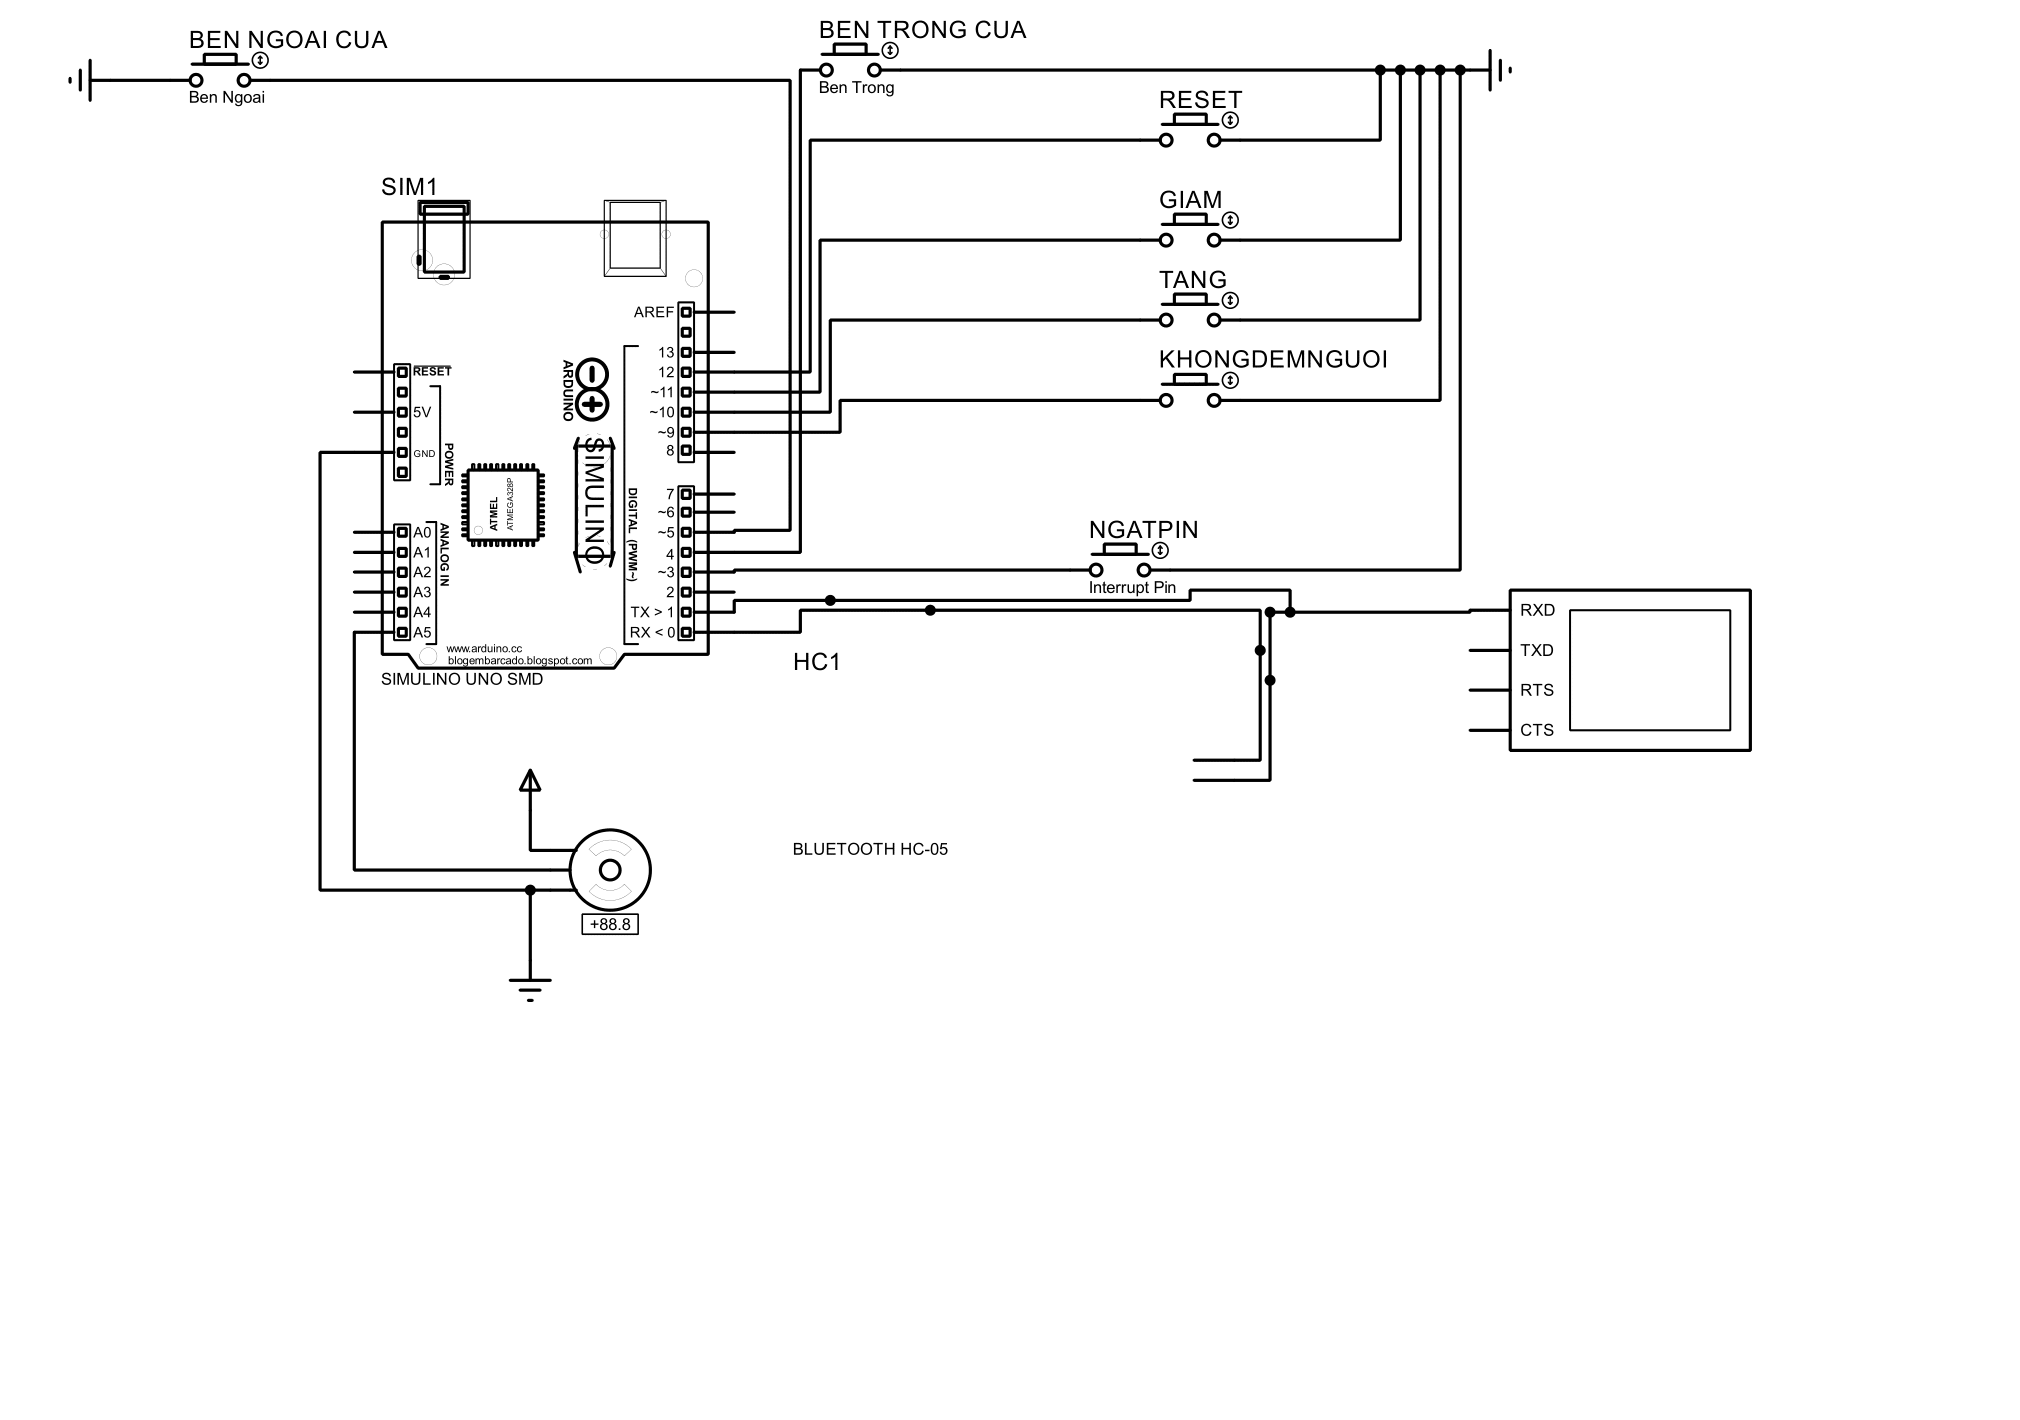 BEN NGOAI CUA
Ben Ngoai
BEN TRONG CUA
Ben Trong
RESET
GIAM
TANG
KHONGDEMNGUOI
NGATPIN
Interrupt Pin
SIM1
AREF
13
12
~11
~10
~9
8
7
~6
~5
4
~3
2
TX > 1
RX < 0
RESET
5V
GND
POWER
A0
A1
A2
A3
A4
A5
ANALOG IN
ATMEL
ATMEGA328P
ARDUINO
SIMULINO
DIGITAL (PWM~)
www.arduino.cc
blogembarcado.blogspot.com
SIMULINO UNO SMD
HC1
BLUETOOTH HC-05
RXD
TXD
RTS
CTS
+88.8